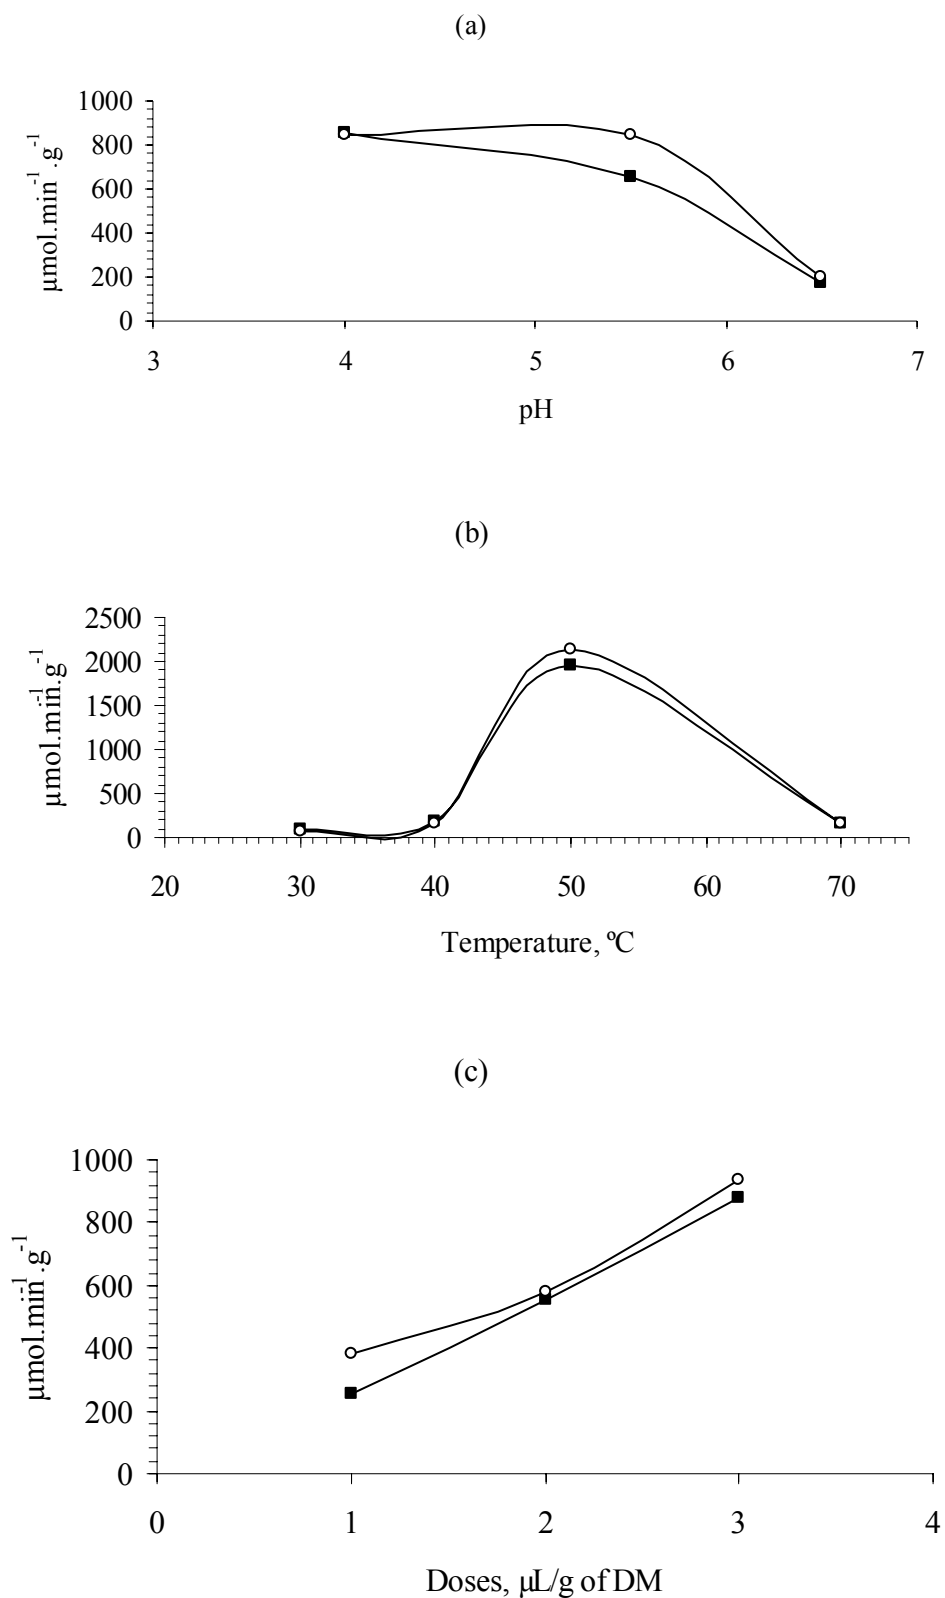 (a)
1000
800
600
400
200
0
µmol.min⁻¹.g⁻¹
3 4 5 6 7
pH
(b)
2500
2000
1500
1000
500
0
µmol.min⁻¹.g⁻¹
20 30 40 50 60 70
Temperature, ºC
(c)
1000
800
600
400
200
0
µmol.min⁻¹.g⁻¹
0 1 2 3 4
Doses, µL/g of DM